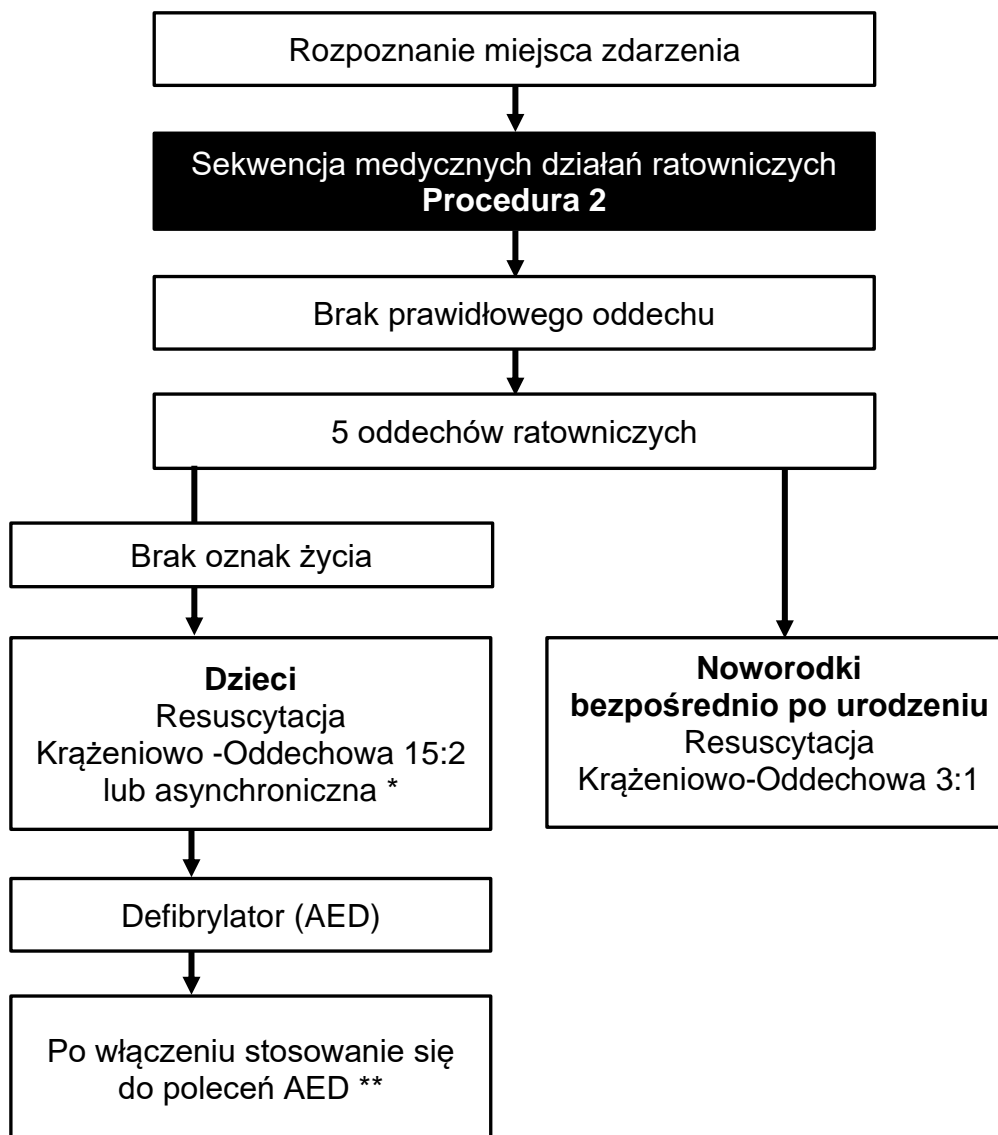 Rozpoznanie miejsca zdarzenia
Sekwencja medycznych działań ratowniczych
Procedura 2
Brak prawidłowego oddechu
5 oddechów ratowniczych
Brak oznak życia
Dzieci
Resuscytacja
Krążeniowo -Oddechowa 15:2
lub asynchroniczna *
Noworodki
bezpośrednio po urodzeniu
Resuscytacja
Krążeniowo-Oddechowa 3:1
Defibrylator (AED)
Po włączeniu stosowanie się
do poleceń AED **